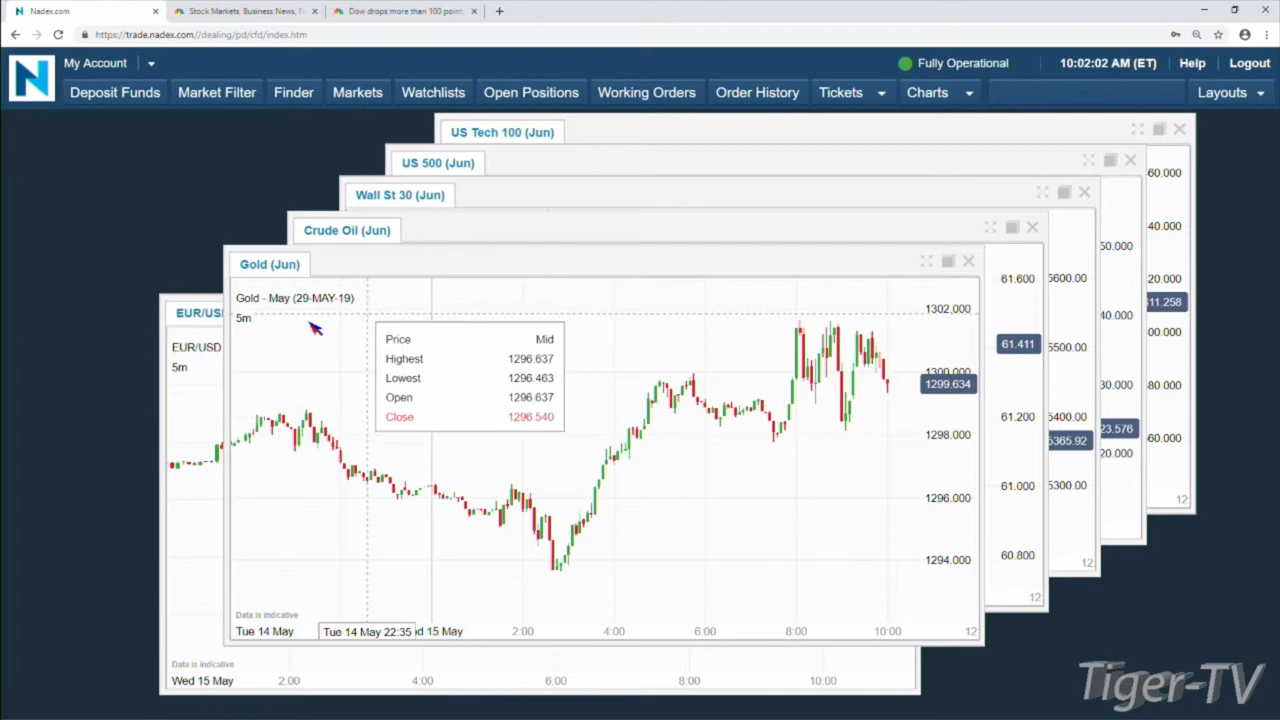 Nadex.com
Stock Markets, Business News, Fi
Dow drops more than 100 point
https://trade.nadex.com//dealing/pd/cfd/index.htm
My Account
Fully Operational
10:02:02 AM (ET)
Help
Logout
Deposit Funds
Market Filter
Finder
Markets
Watchlists
Open Positions
Working Orders
Order History
Tickets
Charts
Layouts
US Tech 100 (Jun)
US 500 (Jun)
Wall St 30 (Jun)
Crude Oil (Jun)
Gold (Jun)
Gold - May (29-MAY-19)
5m
Price Mid
Highest 1296.637
Lowest 1296.463
Open 1296.637
Close 1296.540
1302.000
1300.000
1299.634
1298.000
1296.000
1294.000
Data is indicative
Tue 14 May
Tue 14 May 22:35
d 15 May
2:00
4:00
6:00
8:00
10:00
12:
EUR/US
EUR/USD
5m
Data is indicative
Wed 15 May
2:00
4:00
6:00
8:00
10:00
61.600
61.411
61.200
61.000
60.800
12
5600.00
5500.00
5400.00
5365.92
5300.00
12
50.000
40.000
30.000
23.576
20.000
60.000
40.000
20.000
11.258
00.000
80.000
60.000
12
Tiger-TV